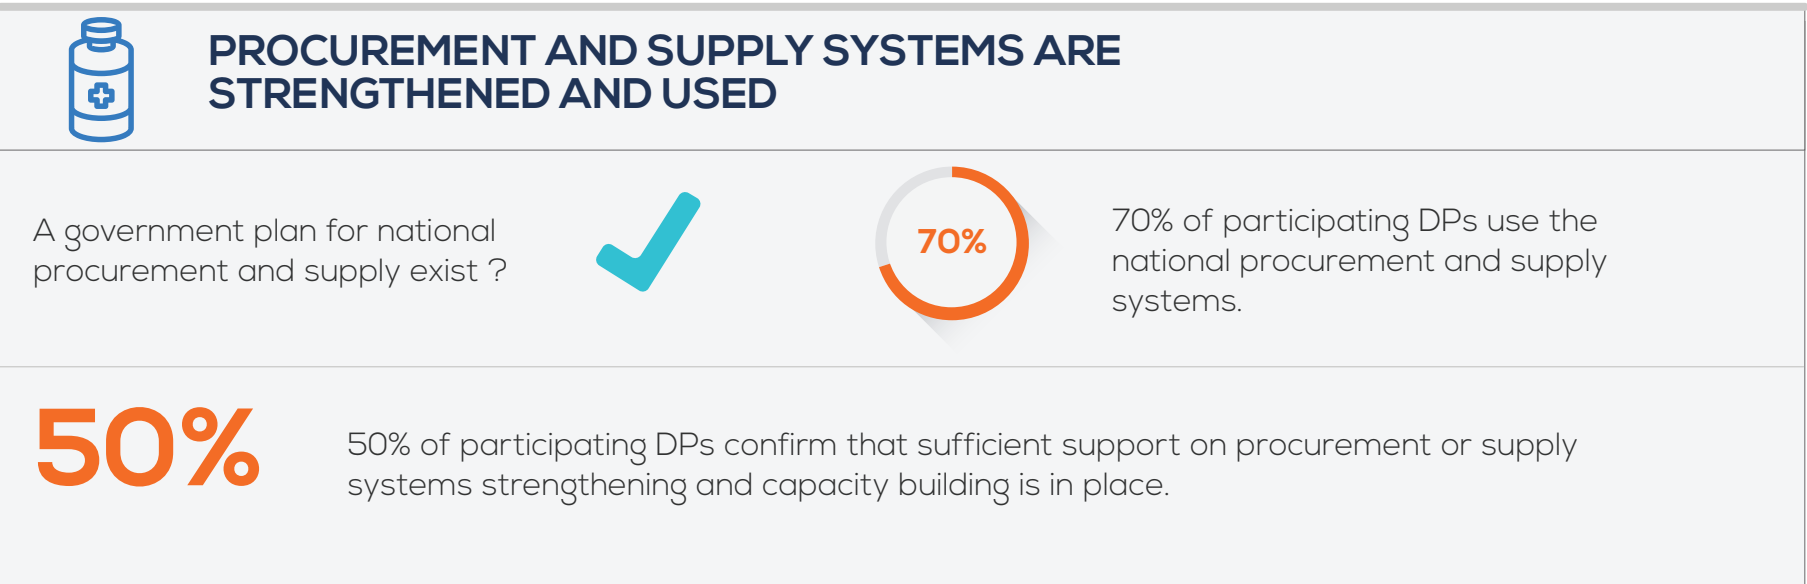 PROCUREMENT AND SUPPLY SYSTEMS ARE
STRENGTHENED AND USED
A government plan for national
procurement and supply exist ?
70%
70% of participating DPs use the
national procurement and supply
systems.
50%
50% of participating DPs confirm that sufficient support on procurement or supply
systems strengthening and capacity building is in place.